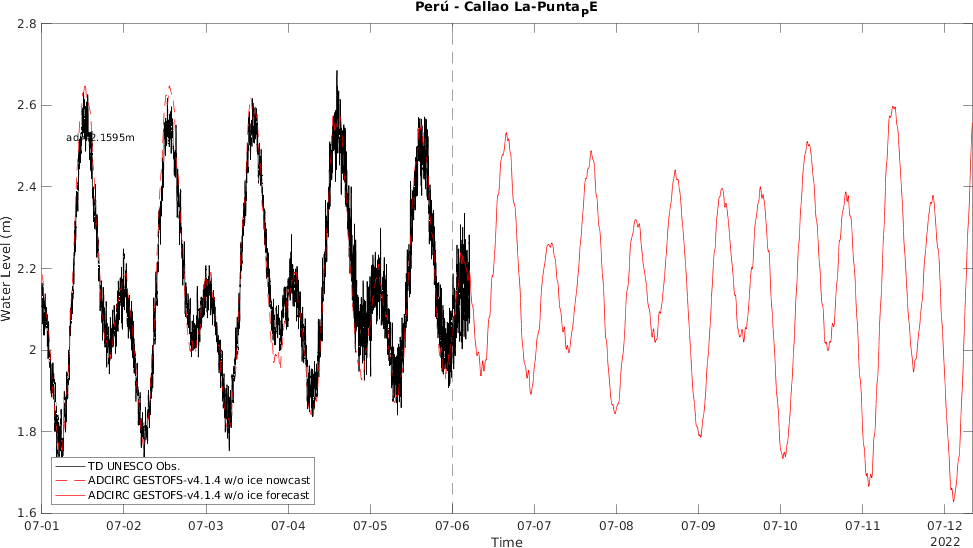 Perú - Callao La-PuntaPE
2.8
2.6
2.4
2.2
2
1.8
1.6
Water Level (m)
2.1595m
TD UNESCO Obs.
ADCIRC GESTOFS-v4.1.4 w/o ice nowcast
ADCIRC GESTOFS-v4.1.4 w/o ice forecast
07-01 07-02 07-03 07-04 07-05 07-06 07-07 07-08 07-09 07-10 07-11 07-12
Time
2022